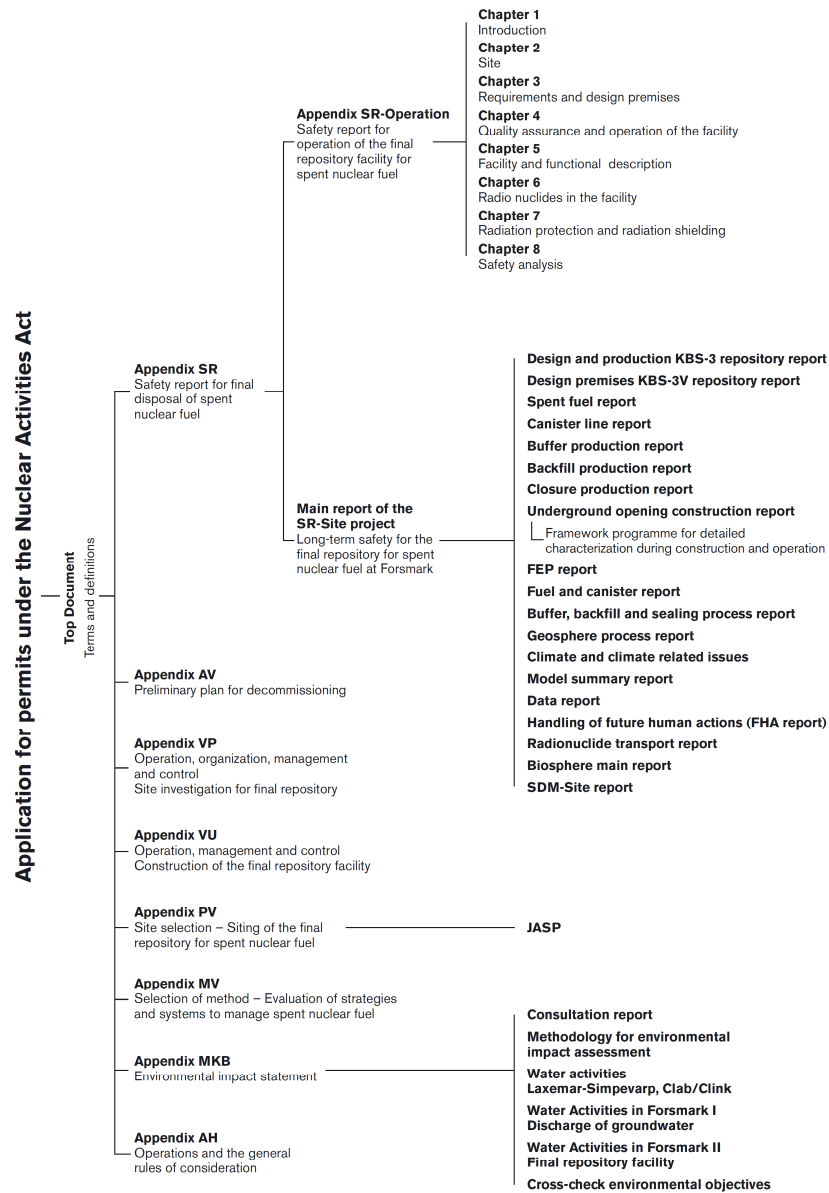 Application for permits under the Nuclear Activities Act
Top Document
Terms and definitions
Appendix SR
Safety report for final
disposal of spent
nuclear fuel
Appendix SR-Operation
Safety report for
operation of the final
repository facility for
spent nuclear fuel
Chapter 1
Introduction
Chapter 2
Site
Chapter 3
Requirements and design premises
Chapter 4
Quality assurance and operation of the facility
Chapter 5
Facility and functional description
Chapter 6
Radio nuclides in the facility
Chapter 7
Radiation protection and radiation shielding
Chapter 8
Safety analysis
Main report of the
SR-Site project
Long-term safety for the
final repository for spent
nuclear fuel at Forsmark
Design and production KBS-3 repository report
Design premises KBS-3V repository report
Spent fuel report
Canister line report
Buffer production report
Backfill production report
Closure production report
Underground opening construction report
Framework programme for detailed
characterization during construction and operation
FEP report
Fuel and canister report
Buffer, backfill and sealing process report
Geosphere process report
Climate and climate related issues
Model summary report
Data report
Handling of future human actions (FHA report)
Radionuclide transport report
Biosphere main report
SDM-Site report
Appendix AV
Preliminary plan for decommissioning
Appendix VP
Operation, organization, management
and control
Site investigation for final repository
Appendix VU
Operation, management and control
Construction of the final repository facility
Appendix PV
Site selection – Siting of the final
repository for spent nuclear fuel
JASP
Appendix MV
Selection of method – Evaluation of strategies
and systems to manage spent nuclear fuel
Appendix MKB
Environmental impact statement
Consultation report
Methodology for environmental
impact assessment
Water activities
Laxemar-Simpevarp, Clab/Clink
Water Activities in Forsmark I
Discharge of groundwater
Water Activities in Forsmark II
Final repository facility
Cross-check environmental objectives
Appendix AH
Operations and the general
rules of consideration